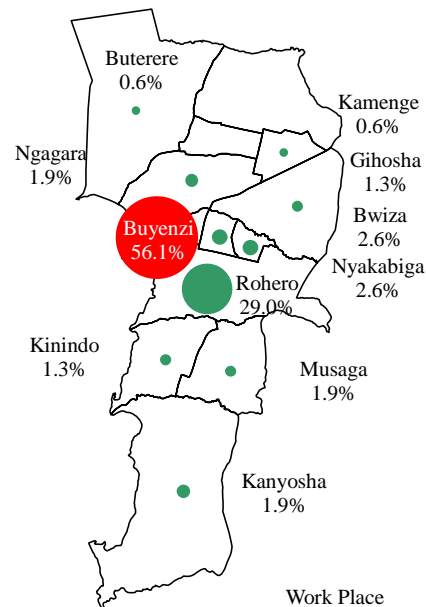 Buterere
0.6%
Kamenge
0.6%
Ngagara
1.9%
Gihosha
1.3%
Bwiza
2.6%
Buyenzi
56.1%
Nyakabiga
2.6%
Rohero
29.0%
Kinindo
1.3%
Musaga
1.9%
Kanyosha
1.9%
Work Place